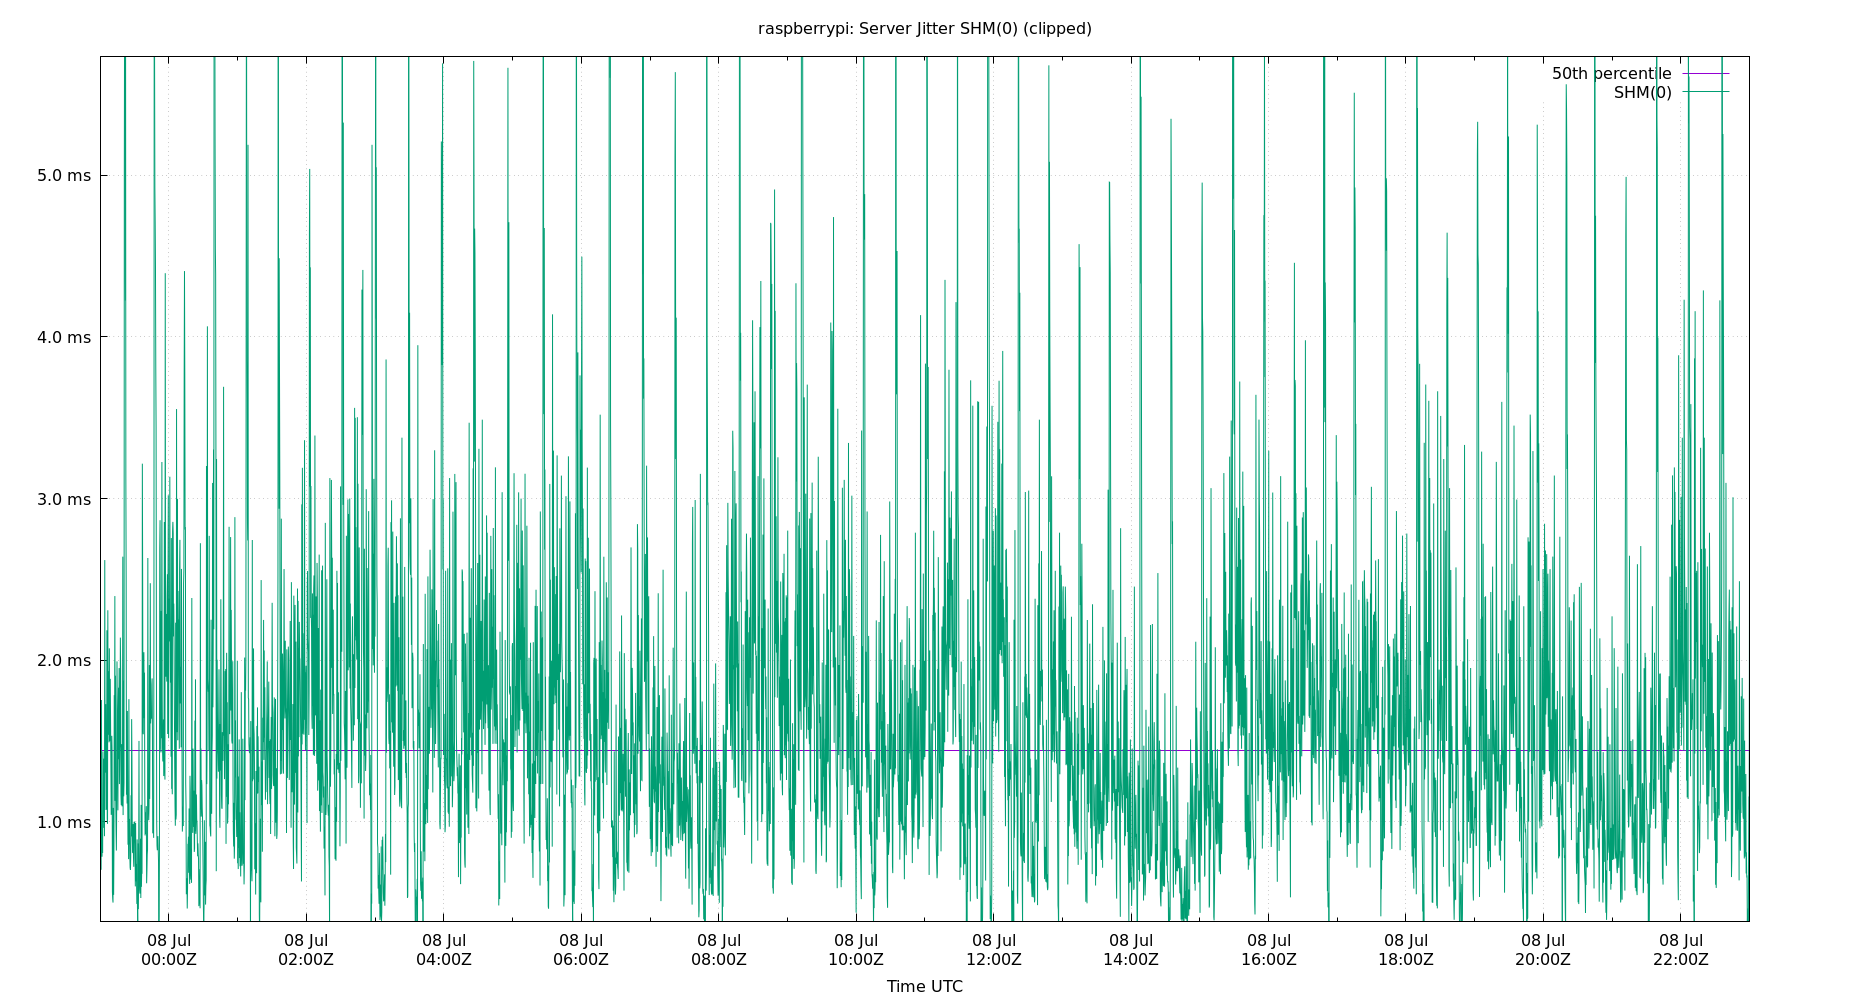 raspberrypi: Server Jitter SHM(0) (clipped)
50th percentile
SHM(0)
5.0 ms
4.0 ms
3.0 ms
2.0 ms
1.0 ms
08 Jul 08 Jul 08 Jul 08 Jul 08 Jul 08 Jul 08 Jul 08 Jul 08 Jul 08 Jul 08 Jul 08 Jul
00:00Z 02:00Z 04:00Z 06:00Z 08:00Z 10:00Z 12:00Z 14:00Z 16:00Z 18:00Z 20:00Z 22:00Z
Time UTC